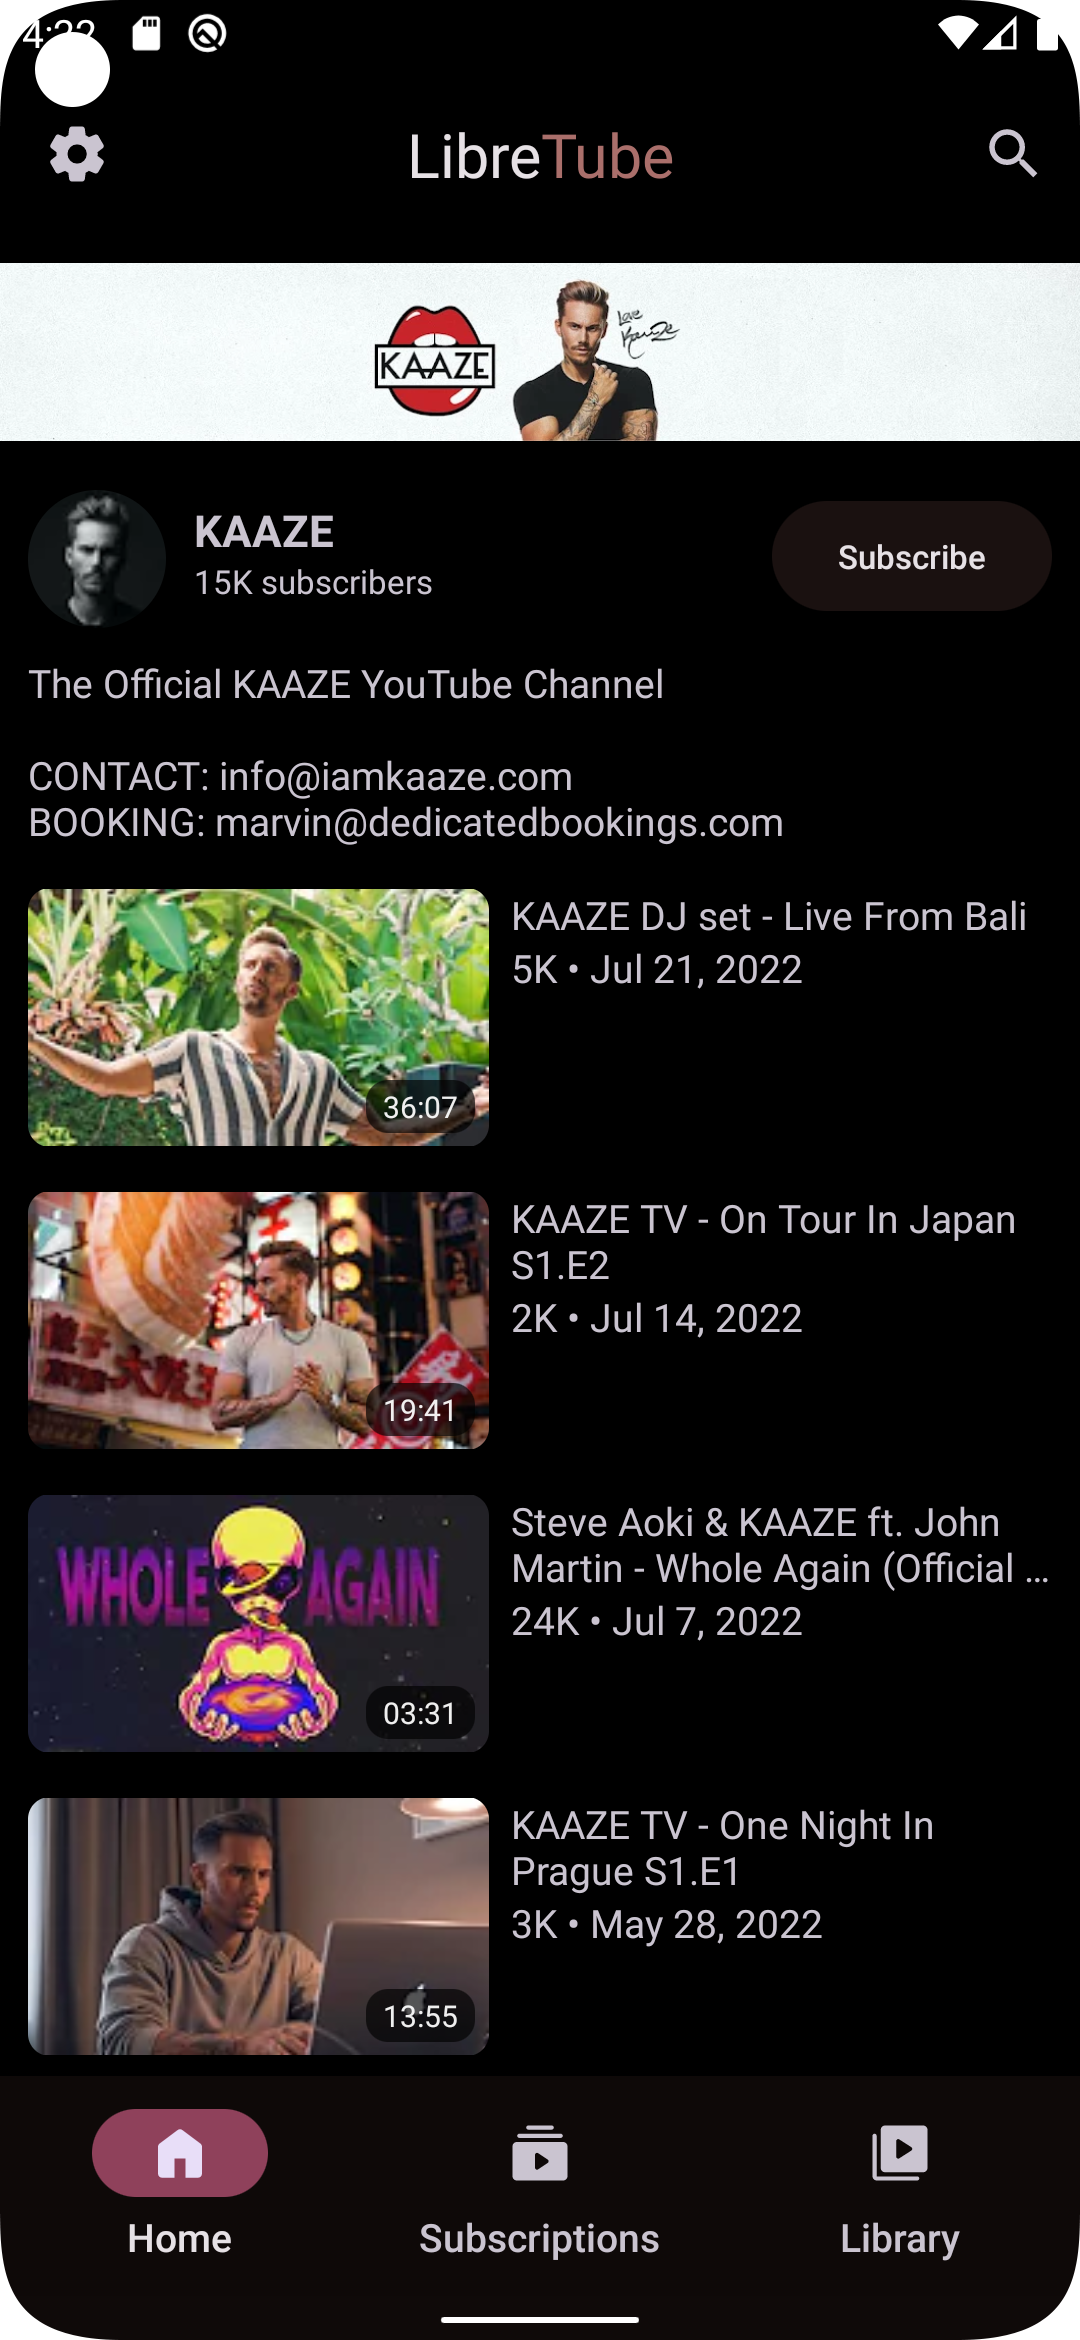 LibreTube
KAAZE
Love
Kaaze
KAAZE
15K subscribers
Subscribe
The Official KAAZE YouTube Channel
CONTACT: info@iamkaaze.com
BOOKING: marvin@dedicatedbookings.com
36:07
KAAZE DJ set - Live From Bali
5K • Jul 21, 2022
19:41
KAAZE TV - On Tour In Japan
S1.E2
2K • Jul 14, 2022
WHOLE AGAIN
03:31
Steve Aoki & KAAZE ft. John
Martin - Whole Again (Official ...
24K • Jul 7, 2022
13:55
KAAZE TV - One Night In
Prague S1.E1
3K • May 28, 2022
Home
Subscriptions
Library